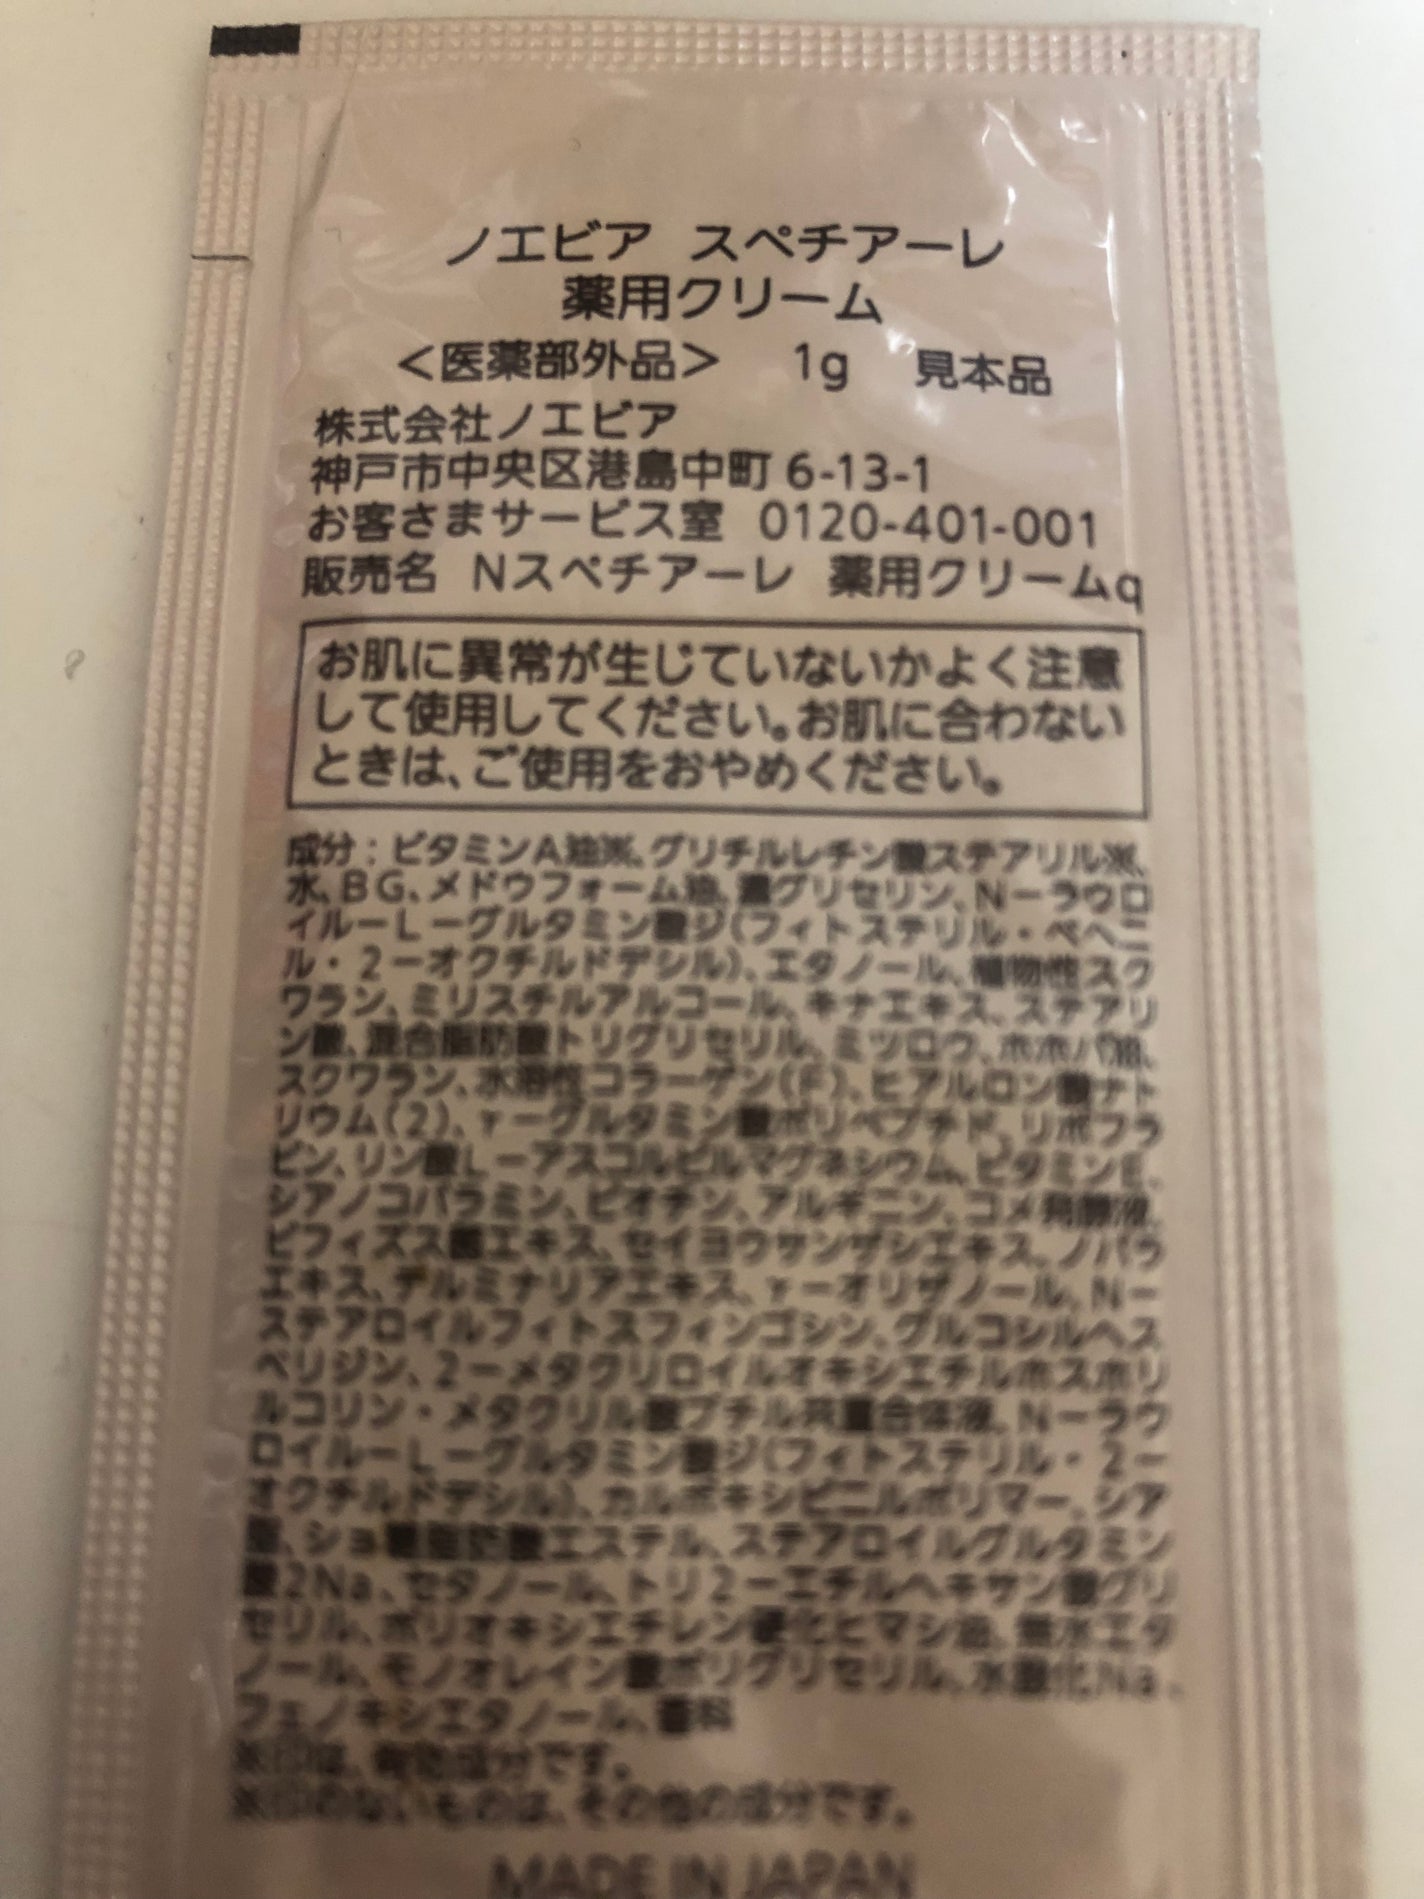 ノエビア スペチアーレ
薬用クリーム
＜医薬部外品＞ 1g 見本品
株式会社ノエビア
神戸市中央区港島中町 6-13-1
お客さまサービス室 0120-401-001
販売名 Nスペチアーレ 薬用クリームq
お肌に異常が生じていないかよく注意
して使用してください。お肌に合わない
ときは、ご使用をおやめください。
成分：ビタミンA油※、グリチルレチン酸ステアリル※、
水、BG、メドウフォーム油、濃グリセリン、N－ラウロ
イル－L－グルタミン酸ジ(フィトステリル・ベヘニ
ル・2－オクチルドデシル)、エタノール、植物性スク
ワラン、ミリスチルアルコール、キナエキス、ステアリ
ン酸、混合脂肪酸トリグリセリル、ミツロウ、ホホバ油、
スクワラン、水溶性コラーゲン(F)、ヒアルロン酸ナト
リウム(2)、γ－グルタミン酸ポリペプチド、リボフラ
ビン、リン酸L－アスコルビルマグネシウム、ビタミンE、
シアノコバラミン、ビオチン、アルギニン、コメ発酵液、
ビフィズス菌エキス、セイヨウサンザシエキス、ノバラ
エキス、テルミナリアエキス、γ－オリザノール、N－
ステアロイルフィトスフィンゴシン、グルコシルヘス
ペリジン、2－メタクリロイルオキシエチルホスホリ
ルコリン・メタクリル酸ブチル共重合体液、N－ラウ
ロイル－L－グルタミン酸ジ(フィトステリル・2－
オクチルドデシル)、カルボキシビニルポリマー、シア
脂、ショ糖脂肪酸エステル、ステアロイルグルタミン
酸2Na、セタノール、トリ2－エチルヘキサン酸グリ
セリル、ポリオキシエチレン硬化ヒマシ油、無水エタ
ノール、モノオレイン酸ポリグリセリル、水酸化Na、
フェノキシエタノール、香料
※印は、有効成分です。
※印のないものは、その他の成分です。
MADE IN JAPAN